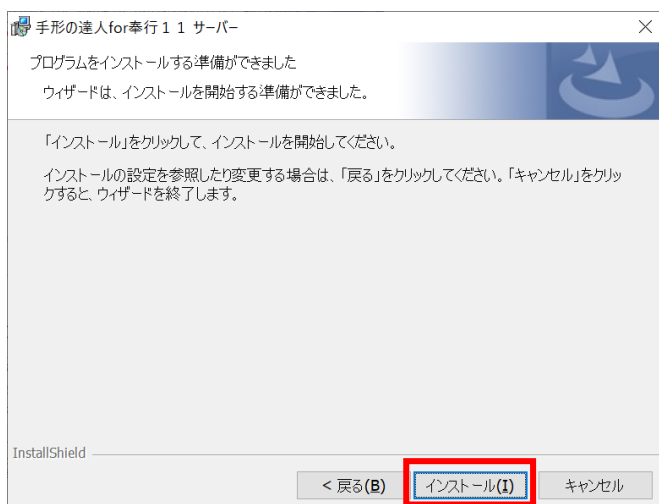 手形の達人for奉行１１ サーバー
プログラムをインストールする準備ができました
ウィザードは、インストールを開始する準備ができました。
「インストール」をクリックして、インストールを開始してください。
インストールの設定を参照したり変更する場合は、「戻る」をクリックしてください。「キャンセル」をクリッ
クすると、ウィザードを終了します。
InstallShield
< 戻る(B)
インストール(I)
キャンセル